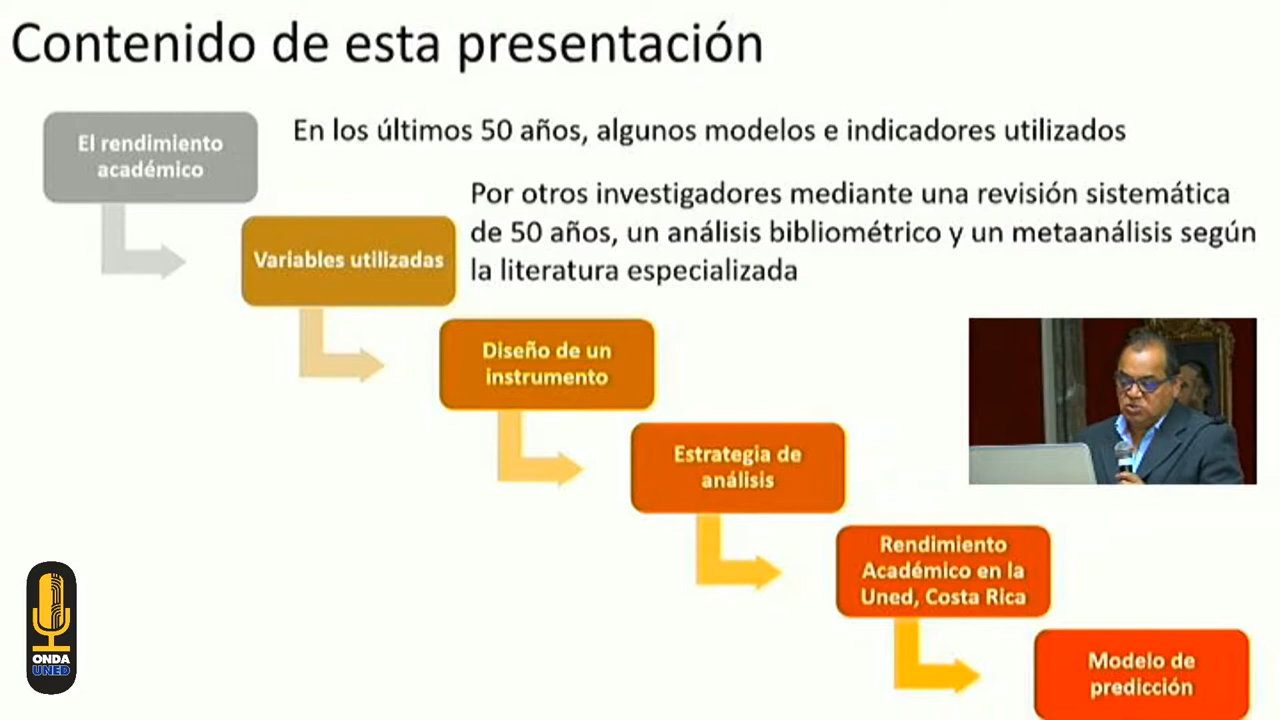 Contenido de esta presentación
El rendimiento
académico
En los últimos 50 años, algunos modelos e indicadores utilizados
Variables utilizadas
Por otros investigadores mediante una revisión sistemática
de 50 años, un análisis bibliométrico y un metaanálisis según
la literatura especializada
Diseño de un
instrumento
Estrategia de
análisis
Rendimiento
Académico en la
Uned, Costa Rica
Modelo de
predicción
ONDA
UNED